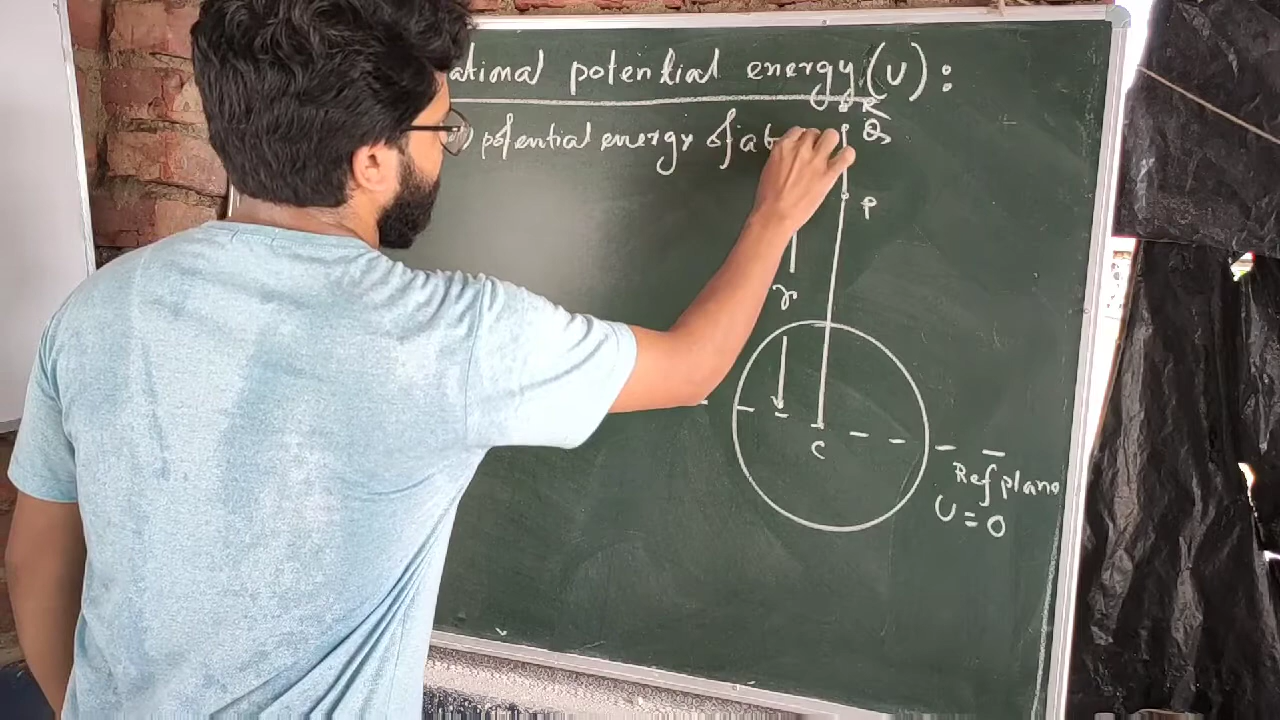 ational potential energy (U) :
potential energy of a b
R
Q
P
r
C
Ref plane
U = 0